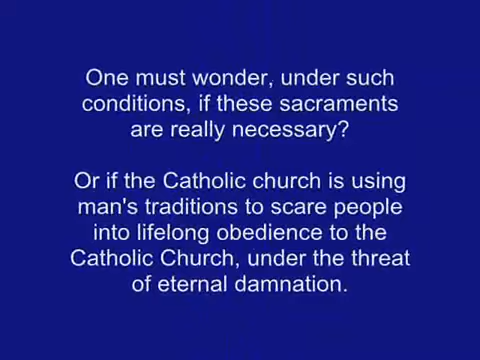 One must wonder, under such
conditions, if these sacraments
are really necessary?
Or if the Catholic church is using
man's traditions to scare people
into lifelong obedience to the
Catholic Church, under the threat
of eternal damnation.